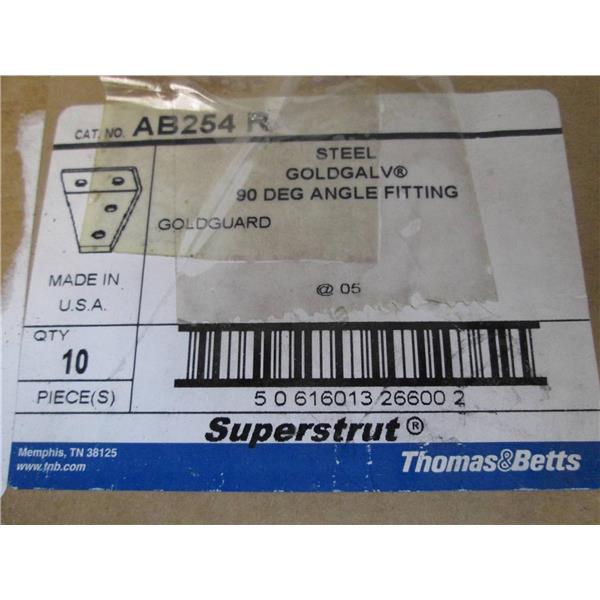 CAT. NO. AB254 R
STEEL
GOLDGALV®
90 DEG ANGLE FITTING
GOLDGUARD
MADE IN
U.S.A.
@ 05
QTY
10
PIECE(S)
5 0 616013 26600 2
Superstrut®
Memphis, TN 38125
www.tnb.com
Thomas&Betts